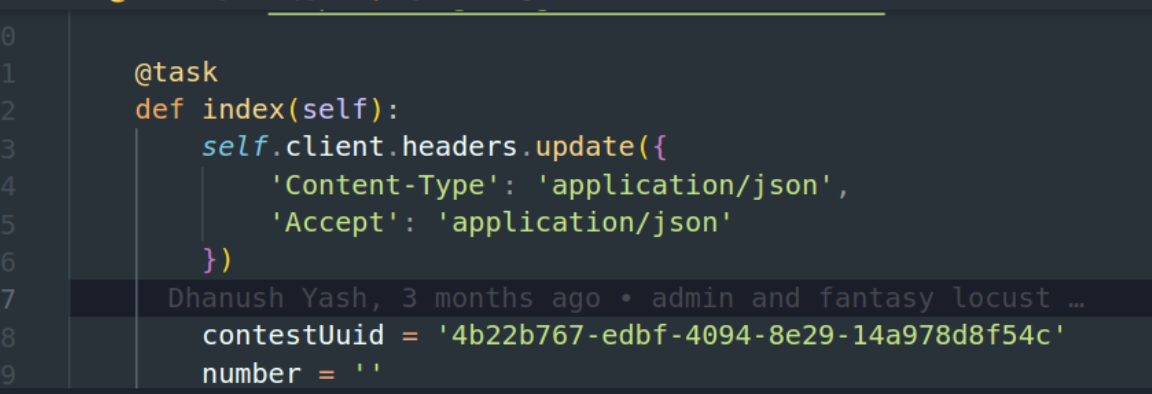 0
1 @task
2 def index(self):
3 self.client.headers.update({
4 'Content-Type': 'application/json',
5 'Accept': 'application/json'
6 })
7 Dhanush Yash, 3 months ago • admin and fantasy locust …
8 contestUuid = '4b22b767-edbf-4094-8e29-14a978d8f54c'
9 number = ''